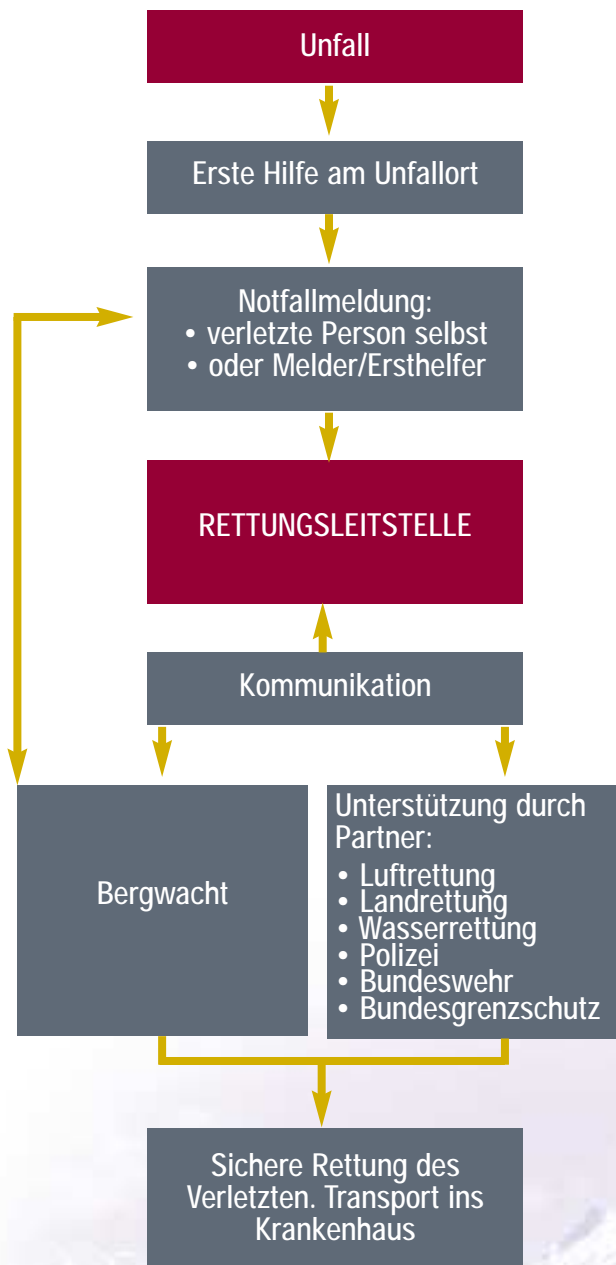 Unfall
Erste Hilfe am Unfallort
Notfallmeldung:
• verletzte Person selbst
• oder Melder/Ersthelfer
RETTUNGSLEITSTELLE
Kommunikation
Bergwacht
Unterstützung durch
Partner:
• Luftrettung
• Landrettung
• Wasserrettung
• Polizei
• Bundeswehr
• Bundesgrenzschutz
Sichere Rettung des
Verletzten. Transport ins
Krankenhaus